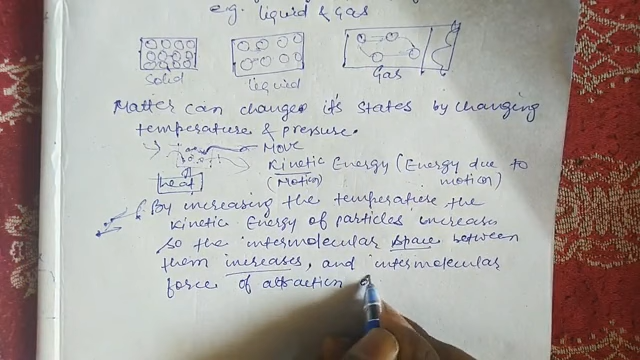 e.g. liquid & Gas
Solid
liquid
Gas
Matter can change it's states by changing
temperature & pressure.
Move
Kinetic Energy (Energy due to
(Motion) motion)
heat
By increasing the temperature the
Kinetic Energy of particles increases
so the intermolecular space between
them increases, and intermolecular
force of attraction